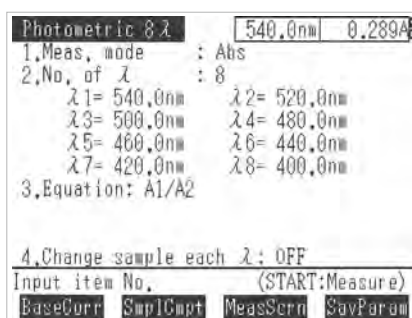 Photometric 8λ 540.0nm 0.289A
1.Meas. mode : Abs
2.No. of λ : 8
λ1= 540.0nm λ2= 520.0nm
λ3= 500.0nm λ4= 480.0nm
λ5= 460.0nm λ6= 440.0nm
λ7= 420.0nm λ8= 400.0nm
3.Equation: A1/A2
4.Change sample each λ: OFF
Input item No. (START:Measure)
BaseCorr SmplCmpt MeasScrn SavParam